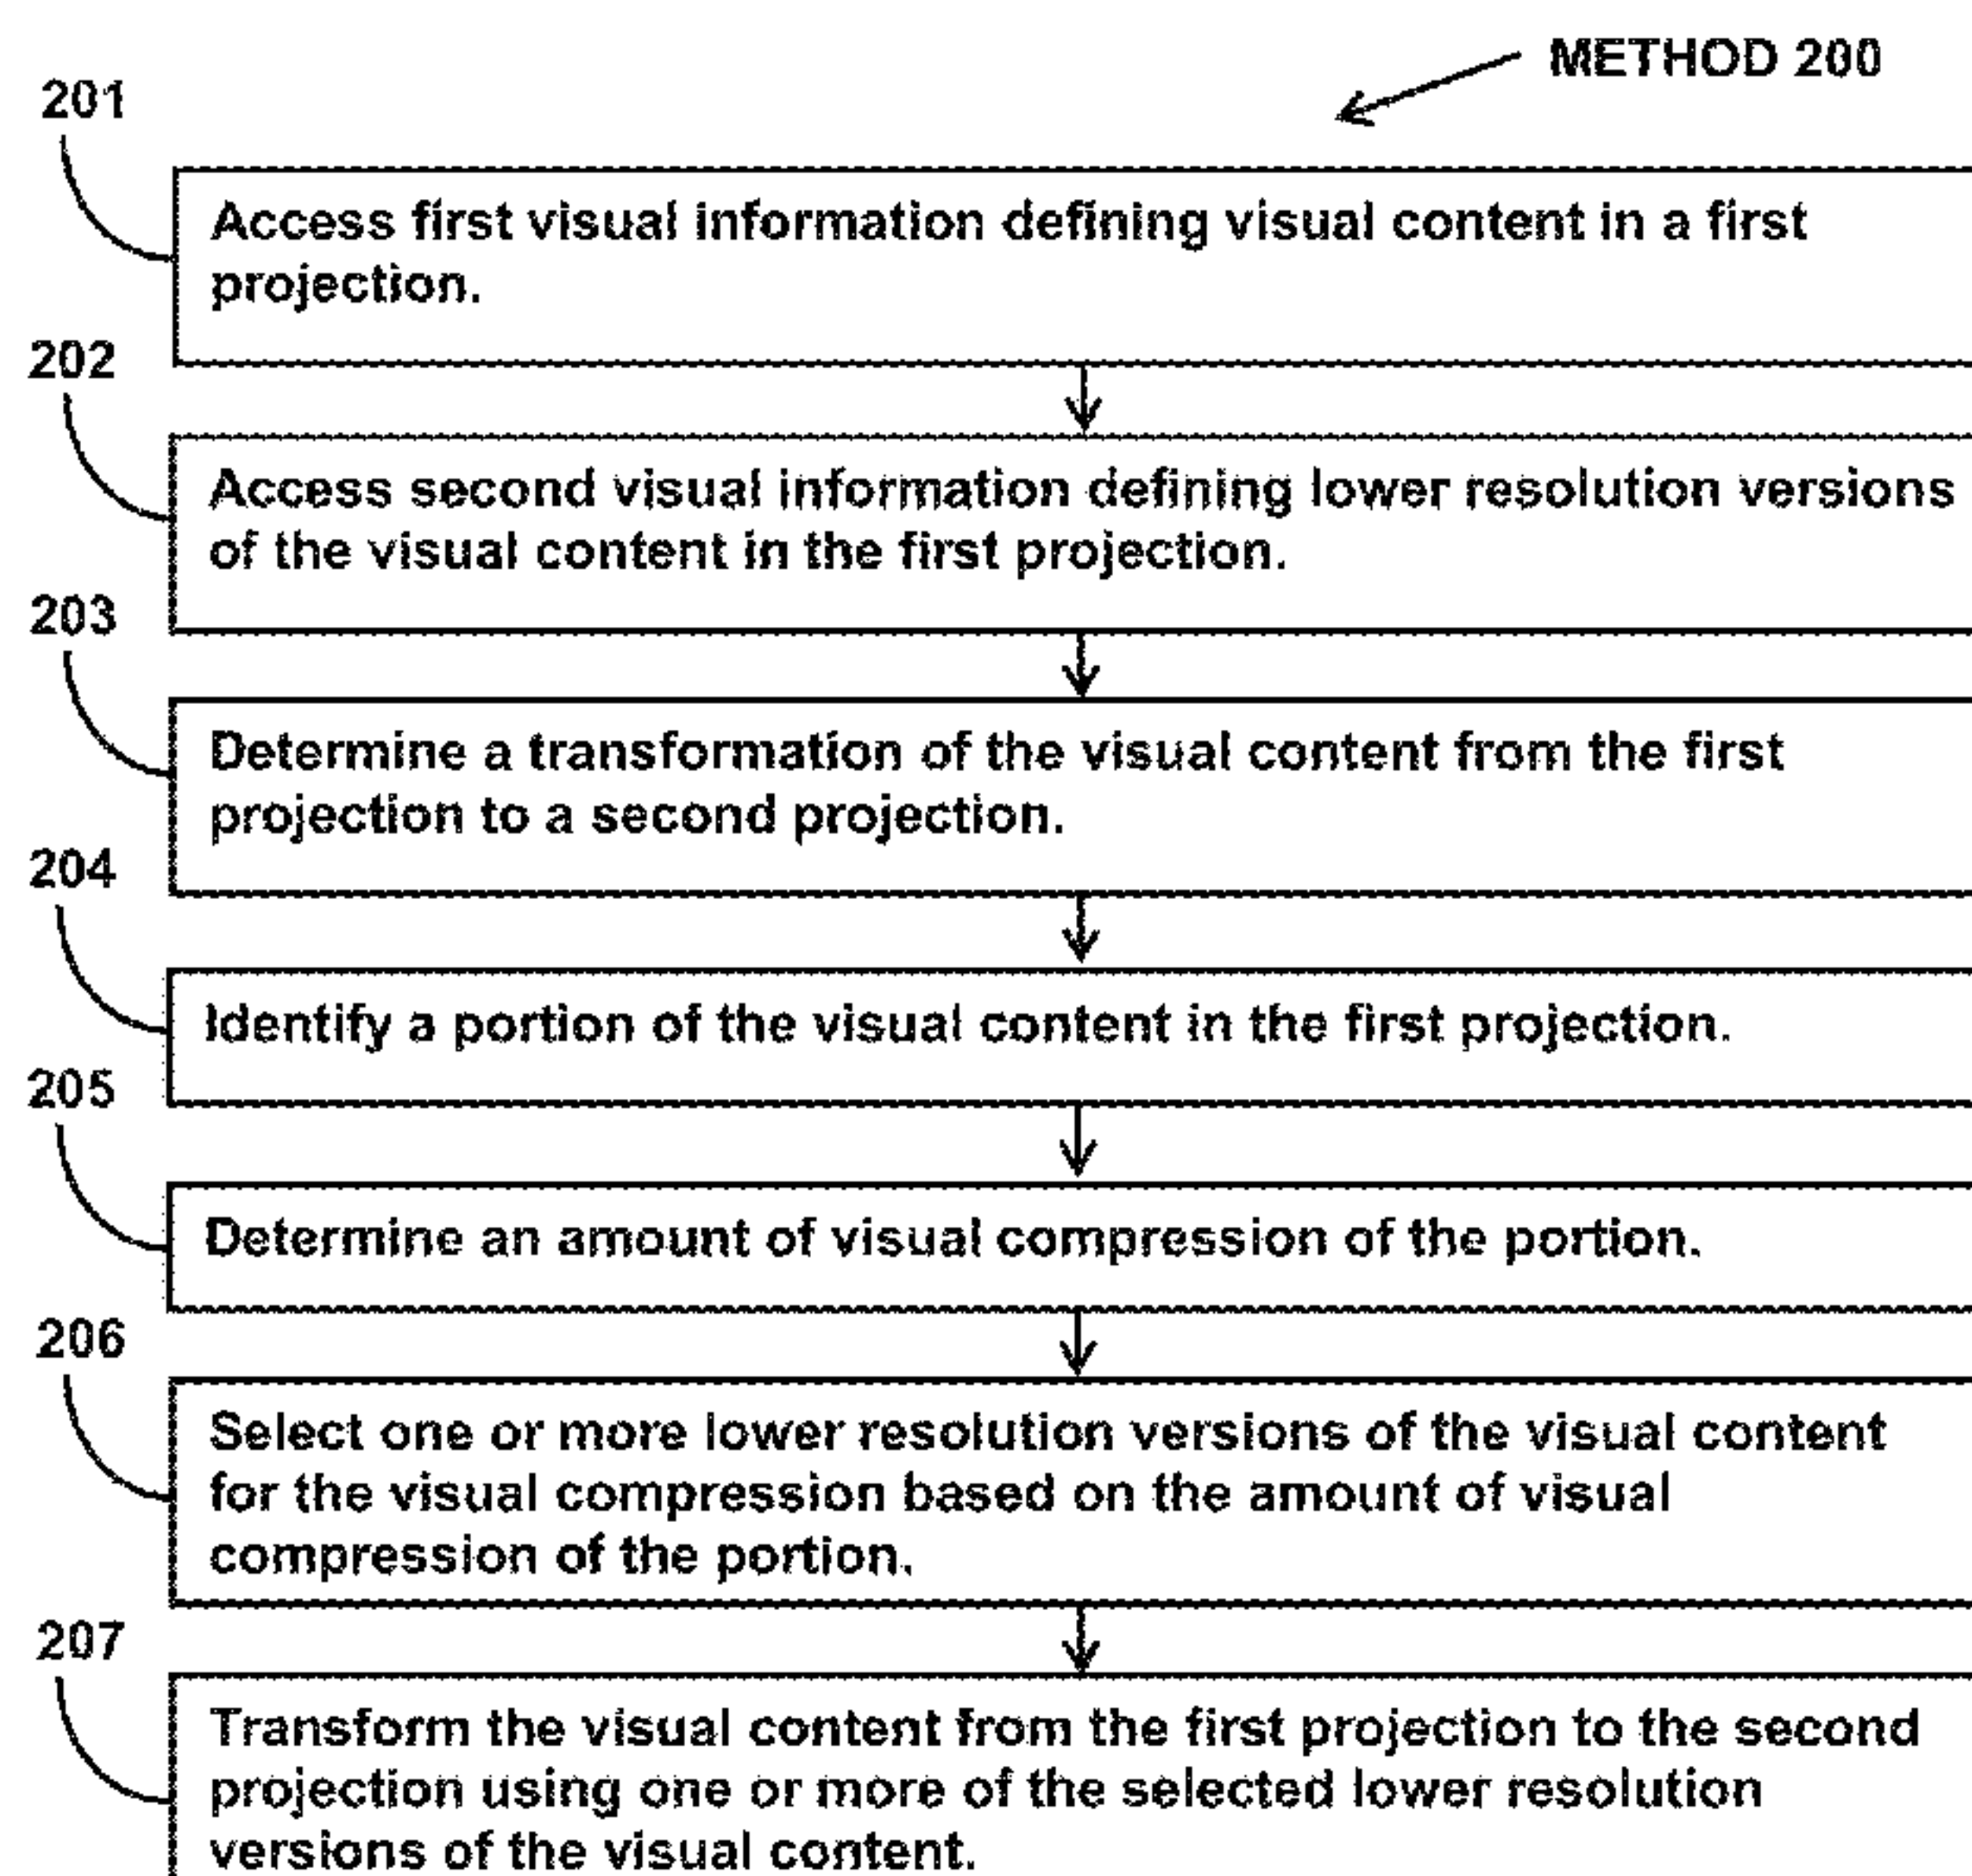 METHOD 200
201
Access first visual information defining visual content in a first
projection.
202
Access second visual information defining lower resolution versions
of the visual content in the first projection.
203
Determine a transformation of the visual content from the first
projection to a second projection.
204
Identify a portion of the visual content in the first projection.
205
Determine an amount of visual compression of the portion.
206
Select one or more lower resolution versions of the visual content
for the visual compression based on the amount of visual
compression of the portion.
207
Transform the visual content from the first projection to the second
projection using one or more of the selected lower resolution
versions of the visual content.